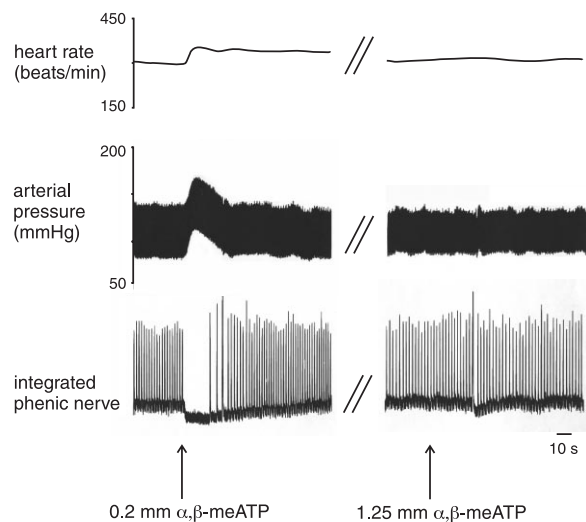 450
heart rate
(beats/min)
150
200
arterial
pressure
(mmHg)
50
integrated
phenic nerve
10 s
0.2 mm α,β-meATP
1.25 mm α,β-meATP